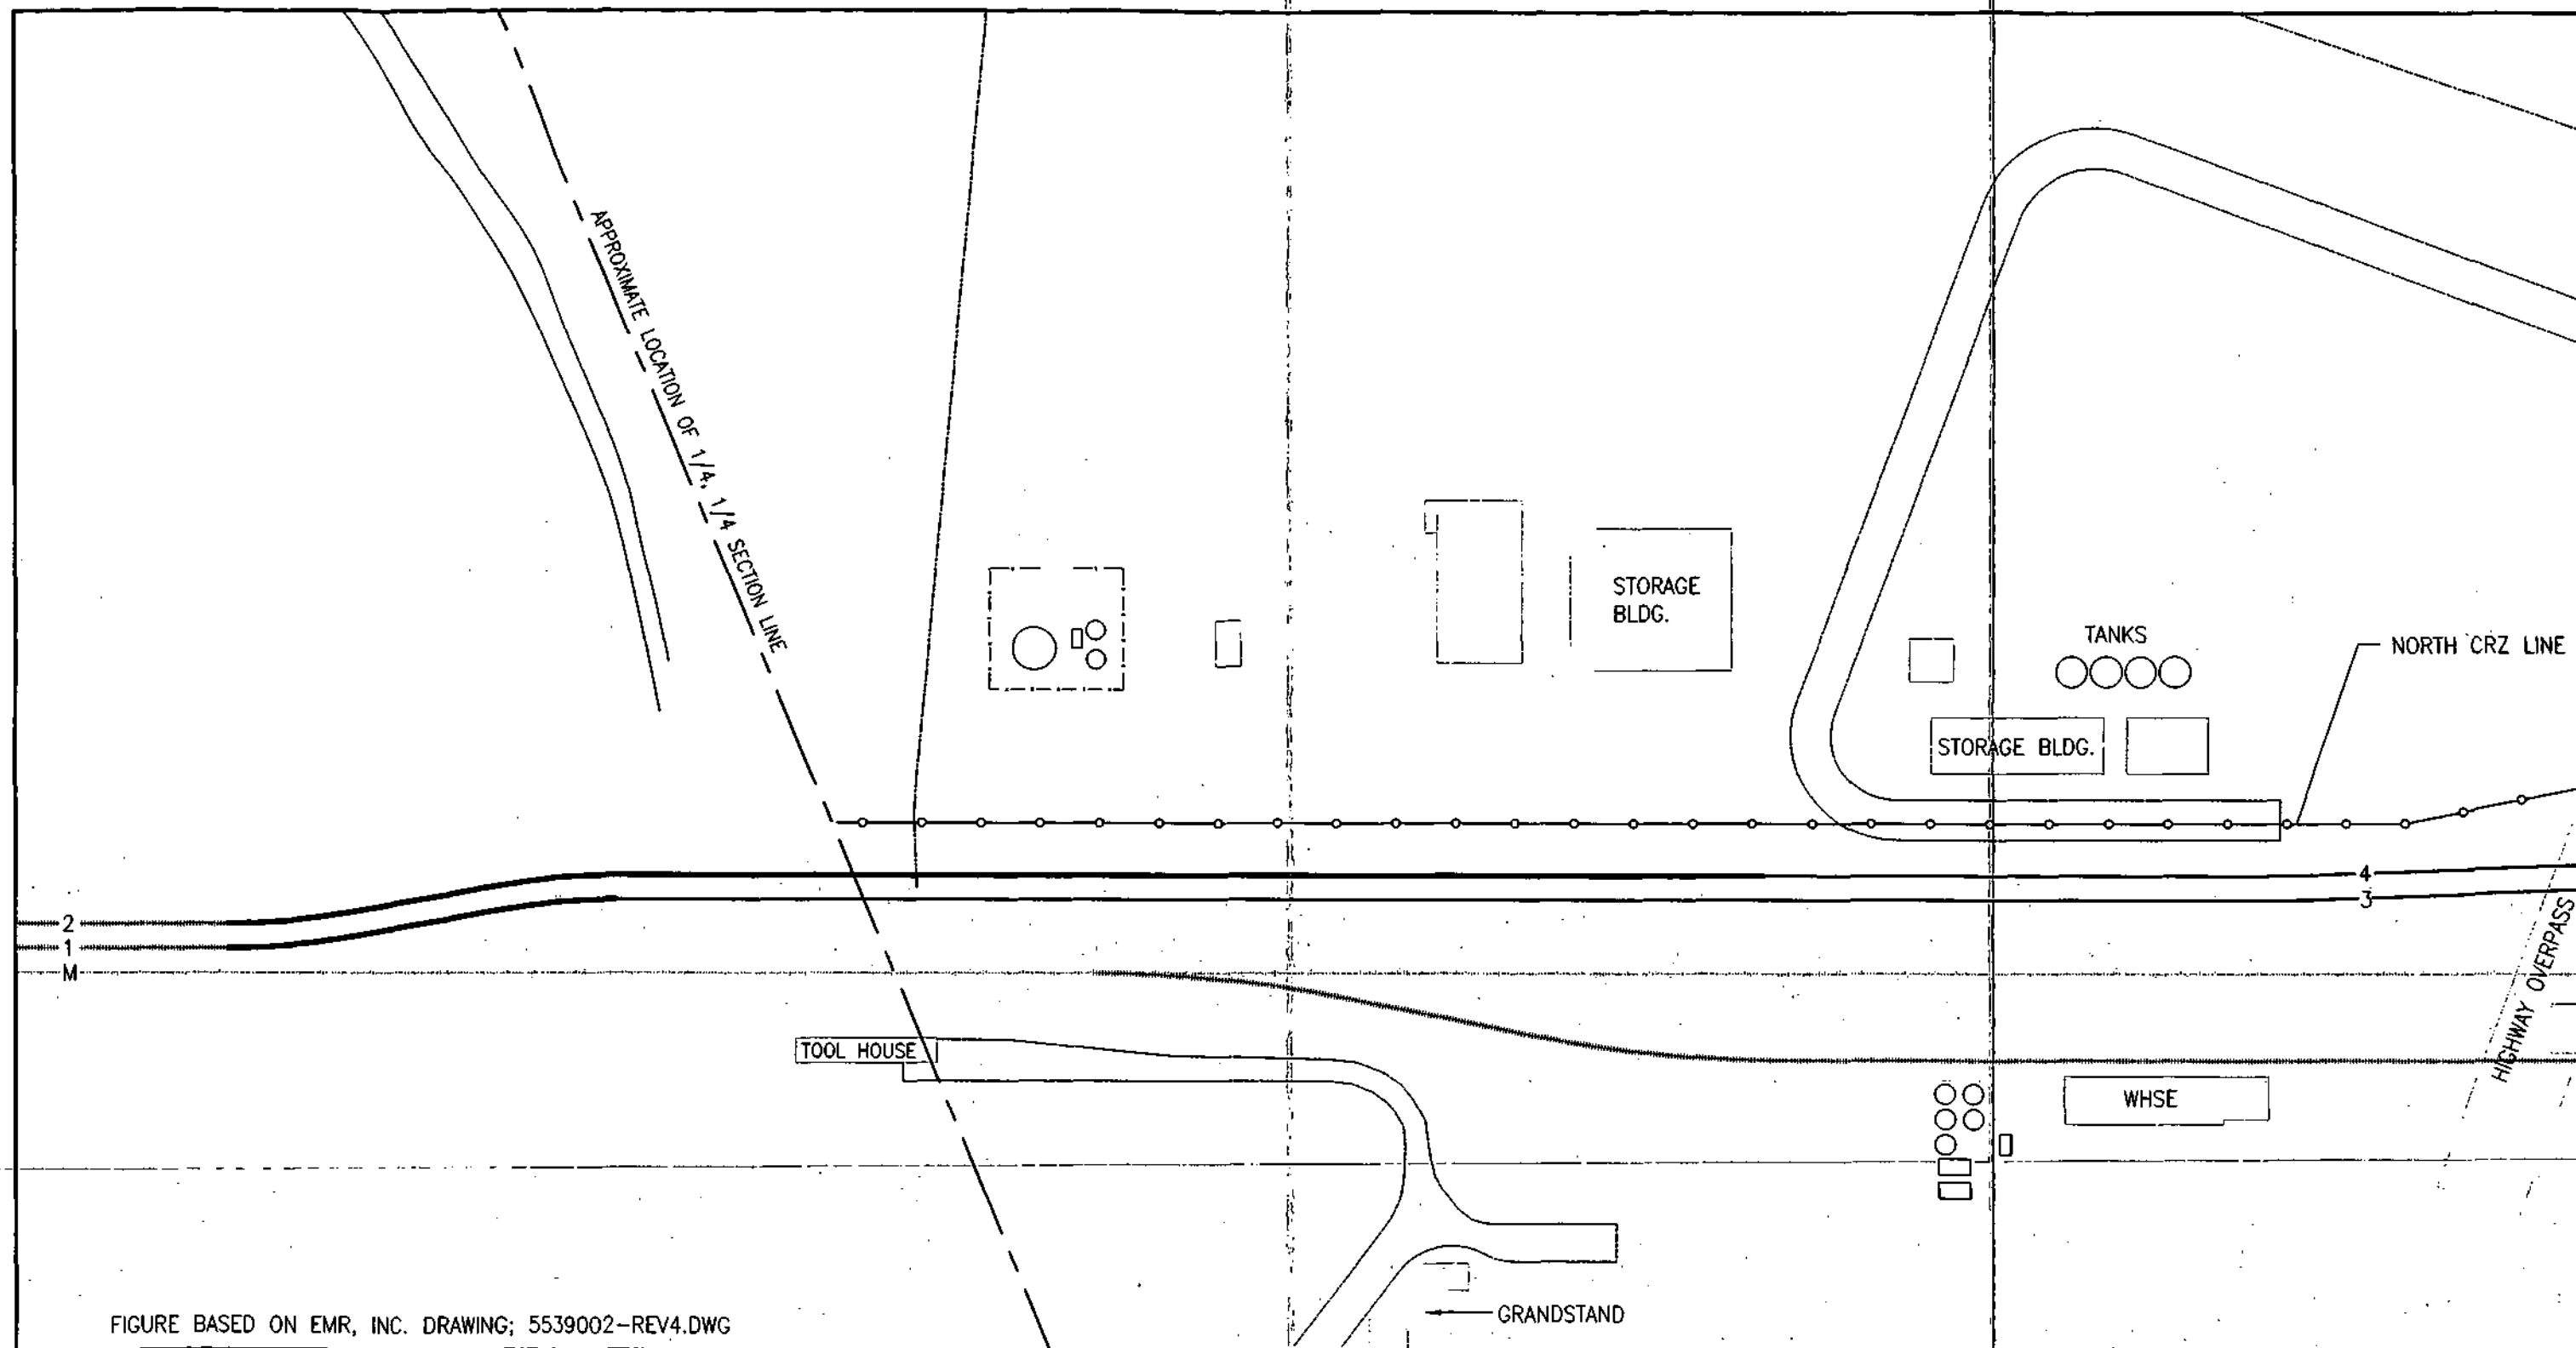 APPROXIMATE LOCATION OF 1/4, 1/4 SECTION LINE
STORAGE
BLDG.
TANKS
NORTH CRZ LINE
STORAGE BLDG.
4
3
2
1
M
HIGHWAY OVERPASS
TOOL HOUSE
WHSE
GRANDSTAND
FIGURE BASED ON EMR, INC. DRAWING; 5539002-REV4.DWG